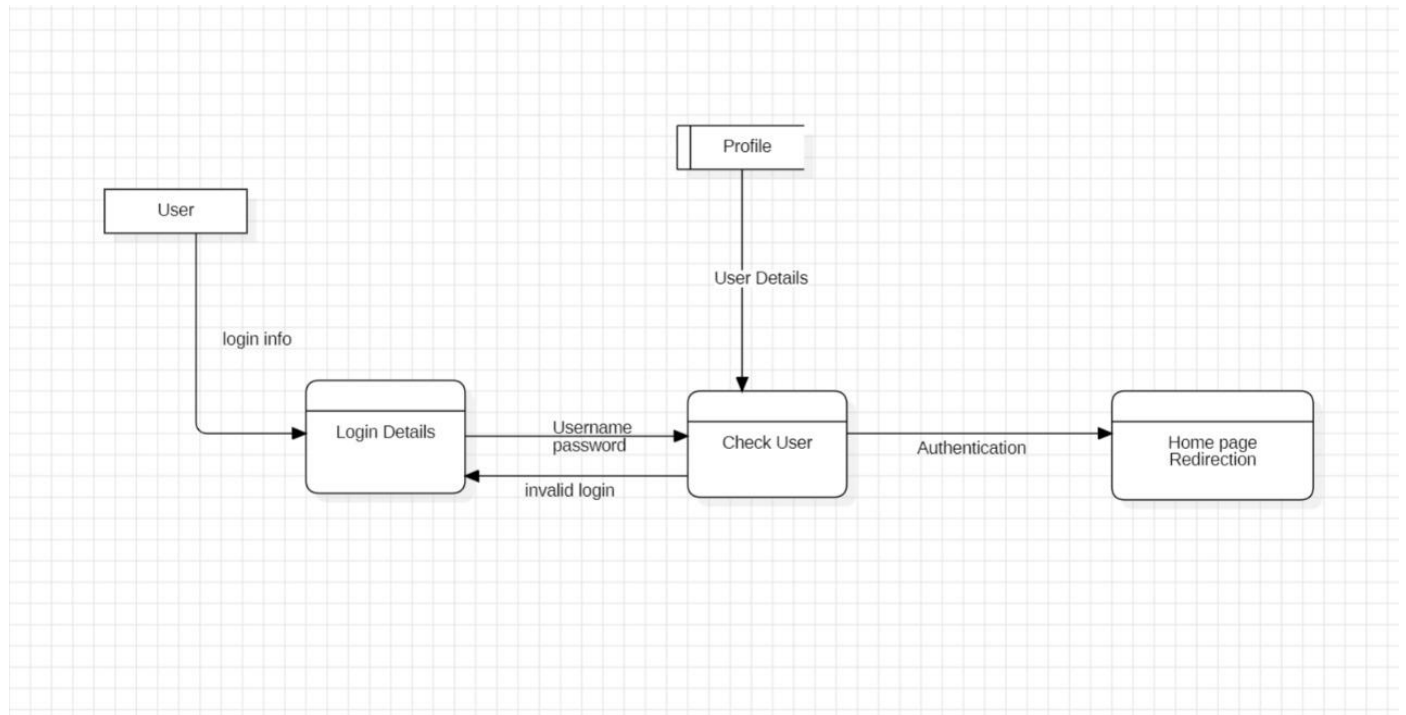 Profile
User
User Details
login info
Login Details
Username
password
Check User
invalid login
Authentication
Home page
Redirection